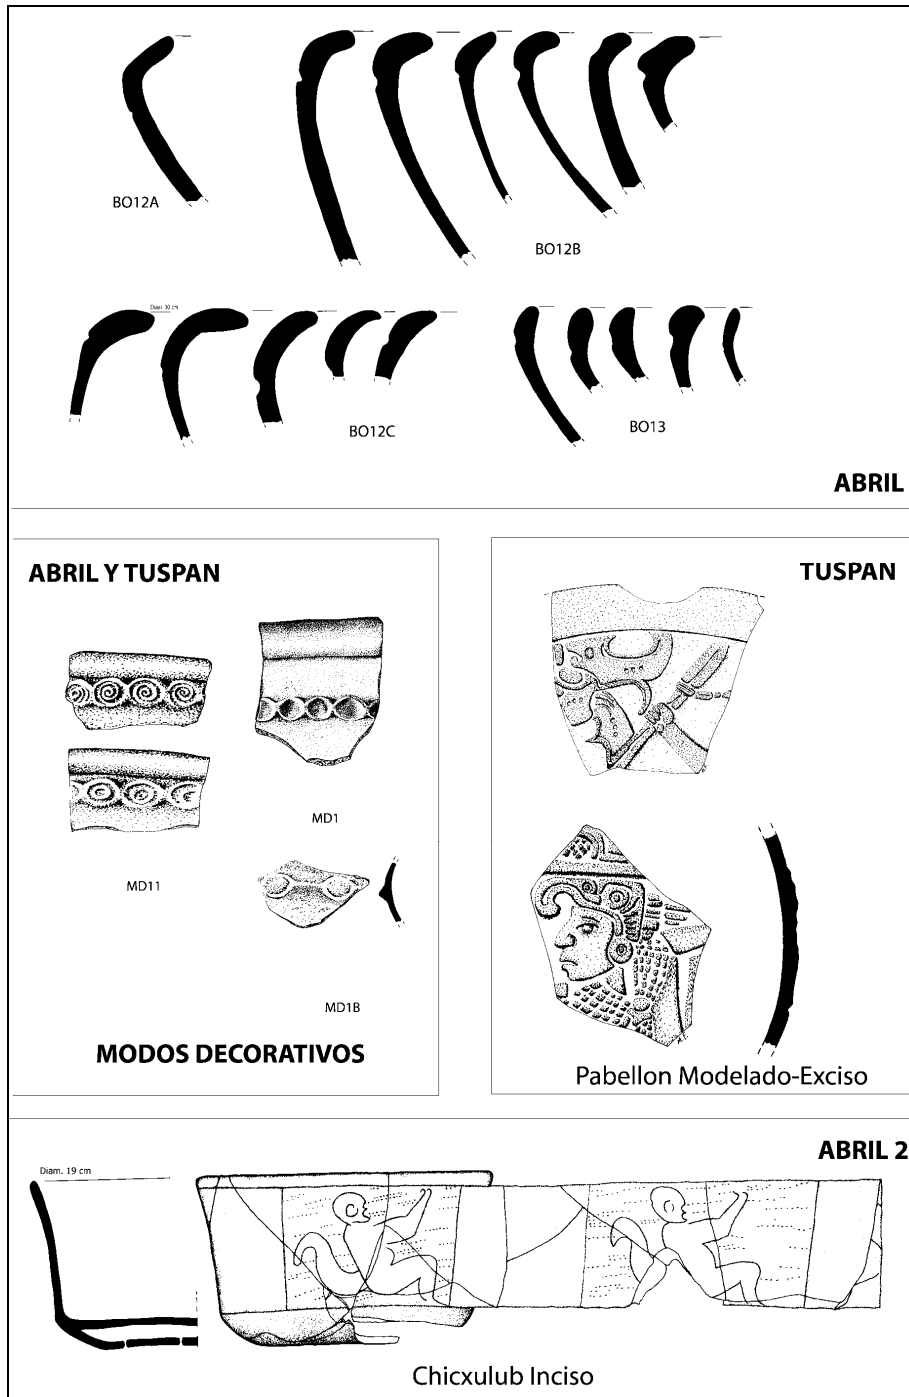 BO12A
BO12B
Diam. 30 cm
BO12C
BO13
ABRIL
ABRIL Y TUSPAN
MD1
MD11
MD1B
MODOS DECORATIVOS
TUSPAN
Pabellon Modelado-Exciso
ABRIL 2
Diam. 19 cm
Chicxulub Inciso